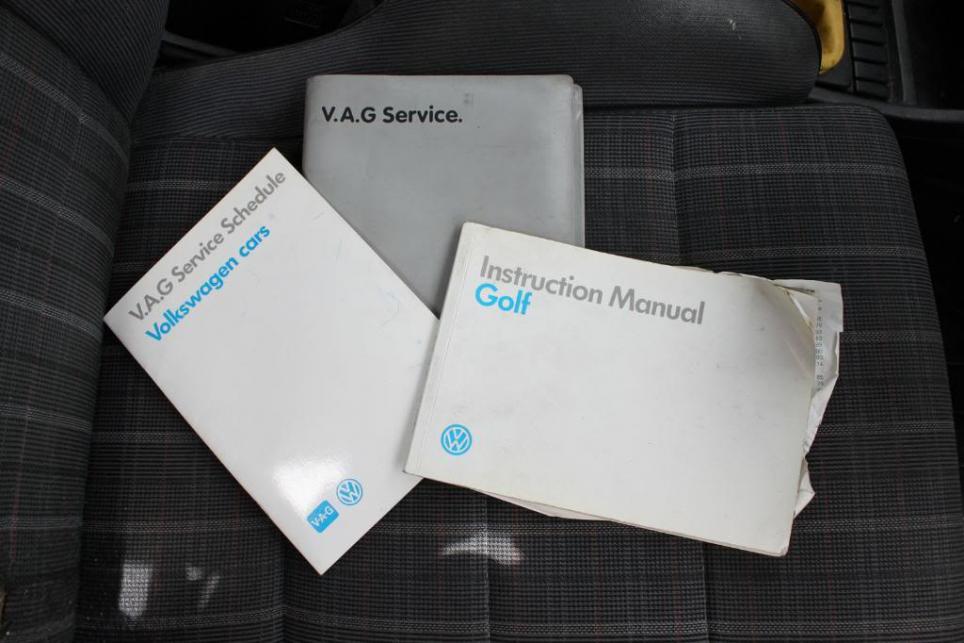 V.A.G Service.
V.A.G Service Schedule
Volkswagen cars
V·A·G
Instruction Manual
Golf